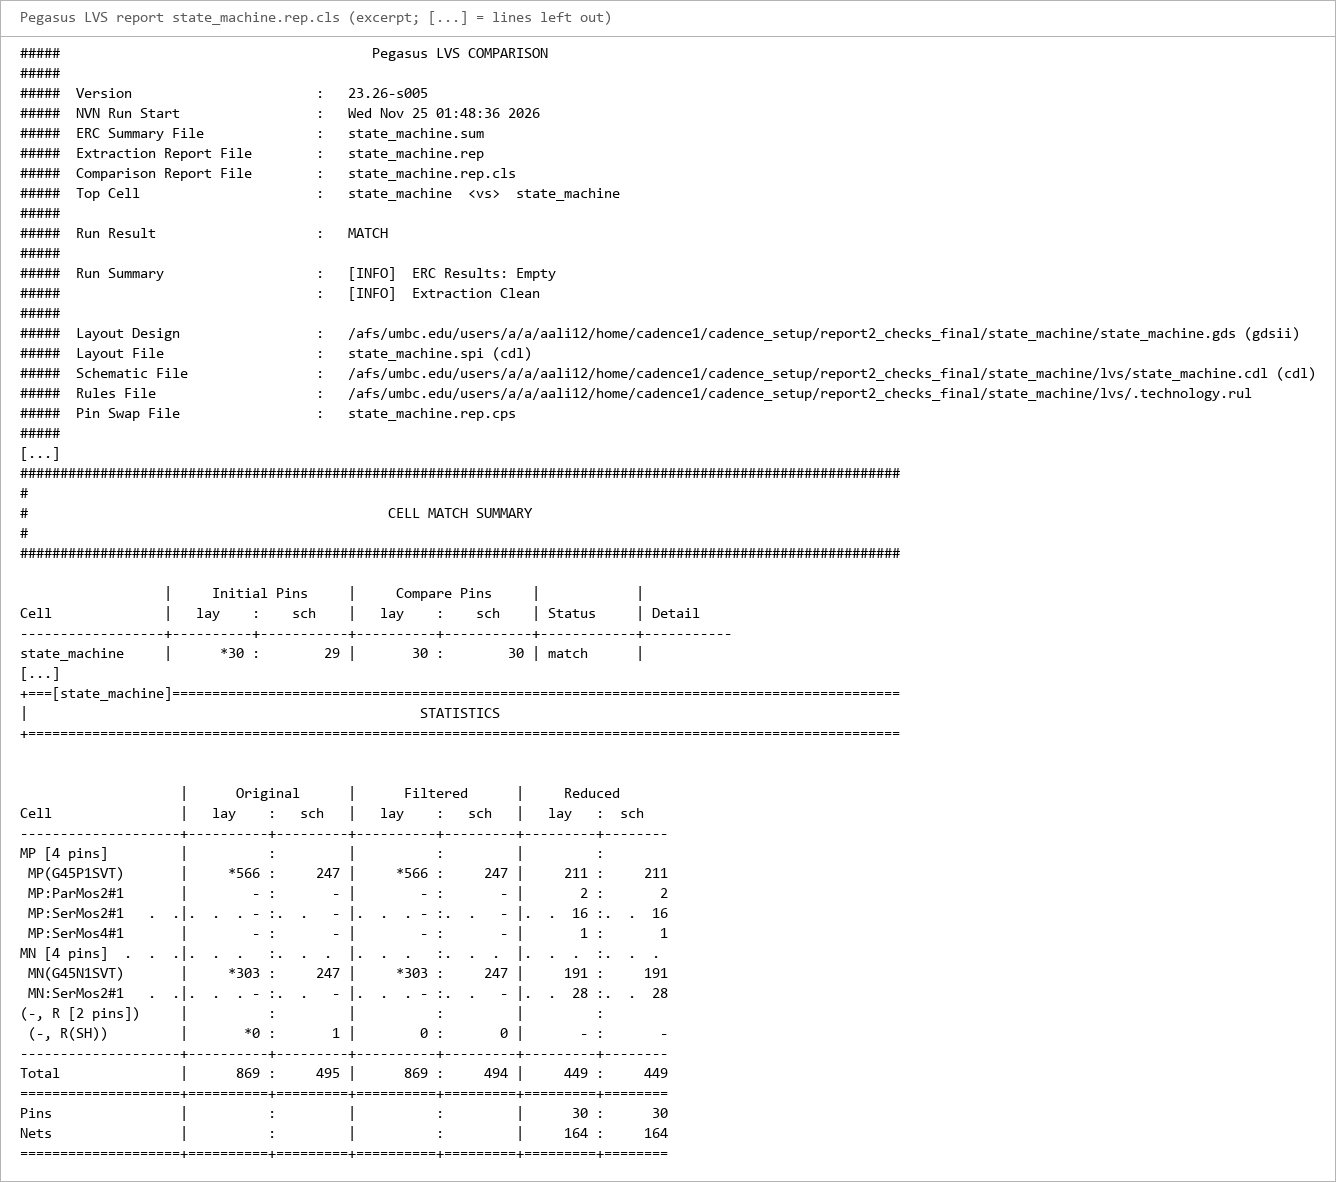 Pegasus LVS report state_machine.rep.cls (excerpt; [...] = lines left out)
#####                                       Pegasus LVS COMPARISON
#####
#####  Version                       :   23.26-s005
#####  NVN Run Start                 :   Wed Nov 25 01:48:36 2026
#####  ERC Summary File              :   state_machine.sum
#####  Extraction Report File        :   state_machine.rep
#####  Comparison Report File        :   state_machine.rep.cls
#####  Top Cell                      :   state_machine  <vs>  state_machine
#####
#####  Run Result                    :   MATCH
#####
#####  Run Summary                   :   [INFO]  ERC Results: Empty
#####                                :   [INFO]  Extraction Clean
#####
#####  Layout Design                 :   /afs/umbc.edu/users/a/a/aali12/home/cadence1/cadence_setup/report2_checks_final/state_machine/state_machine.gds (gdsii)
#####  Layout File                   :   state_machine.spi (cdl)
#####  Schematic File                :   /afs/umbc.edu/users/a/a/aali12/home/cadence1/cadence_setup/report2_checks_final/state_machine/lvs/state_machine.cdl (cdl)
#####  Rules File                    :   /afs/umbc.edu/users/a/a/aali12/home/cadence1/cadence_setup/report2_checks_final/state_machine/lvs/.technology.rul
#####  Pin Swap File                 :   state_machine.rep.cps
#####
[...]
##############################################################################################################
#
#                                             CELL MATCH SUMMARY
#
##############################################################################################################

                  |     Initial Pins     |     Compare Pins     |            |
Cell              |   lay    :    sch    |   lay    :    sch    | Status     | Detail
------------------+----------+-----------+----------+-----------+------------+-----------
state_machine     |      *30 :        29 |       30 :        30 | match      |
[...]
+===[state_machine]===========================================================================================
|                                                 STATISTICS
+=============================================================================================================


                    |      Original      |      Filtered      |     Reduced
Cell                |   lay    :   sch   |   lay    :   sch   |   lay   :  sch
--------------------+----------+---------+----------+---------+---------+--------
MP [4 pins]         |          :         |          :         |         :
 MP(G45P1SVT)       |     *566 :     247 |     *566 :     247 |     211 :     211
 MP:ParMos2#1       |        - :       - |        - :       - |       2 :       2
 MP:SerMos2#1   .  .|.  .  . - :.  .   - |.  .  . - :.  .   - |.  .  16 :.  .  16
 MP:SerMos4#1       |        - :       - |        - :       - |       1 :       1
MN [4 pins]  .  .  .|.  .  .   :.  .  .  |.  .  .   :.  .  .  |.  .  .  :.  .  .
 MN(G45N1SVT)       |     *303 :     247 |     *303 :     247 |     191 :     191
 MN:SerMos2#1   .  .|.  .  . - :.  .   - |.  .  . - :.  .   - |.  .  28 :.  .  28
(-, R [2 pins])     |          :         |          :         |         :
 (-, R(SH))         |       *0 :       1 |        0 :       0 |       - :       -
--------------------+----------+---------+----------+---------+---------+--------
Total               |      869 :     495 |      869 :     494 |     449 :     449
====================+==========+=========+==========+=========+=========+========
Pins                |          :         |          :         |      30 :      30
Nets                |          :         |          :         |     164 :     164
====================+==========+=========+==========+=========+=========+========